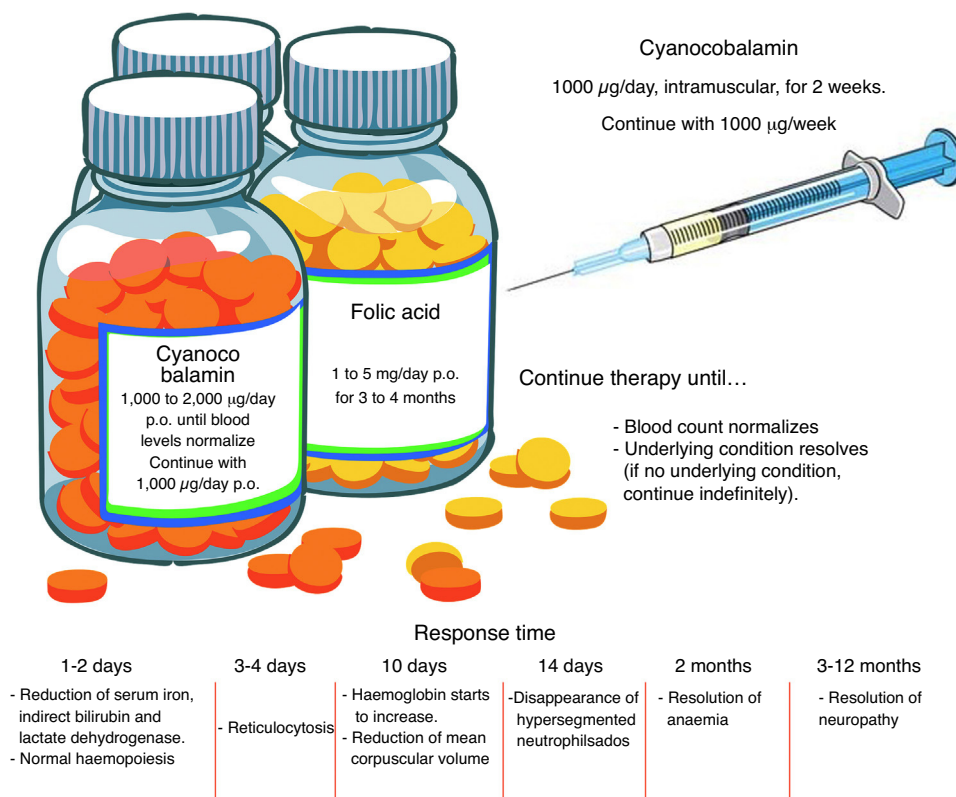 Cyanocobalamin
1000 µg/day, intramuscular, for 2 weeks.
Continue with 1000 µg/week
Cyanoco
balamin
1,000 to 2,000 µg/day
p.o. until blood
levels normalize
Continue with
1,000 µg/day p.o.
Folic acid
1 to 5 mg/day p.o.
for 3 to 4 months
Continue therapy until…
- Blood count normalizes
- Underlying condition resolves
(if no underlying condition,
continue indefinitely).
Response time
1-2 days
- Reduction of serum iron,
indirect bilirubin and
lactate dehydrogenase.
- Normal haemopoiesis
3-4 days
- Reticulocytosis
10 days
- Haemoglobin starts
to increase.
- Reduction of mean
corpuscular volume
14 days
-Disappearance of
hypersegmented
neutrophilsados
2 months
- Resolution of
anaemia
3-12 months
- Resolution of
neuropathy